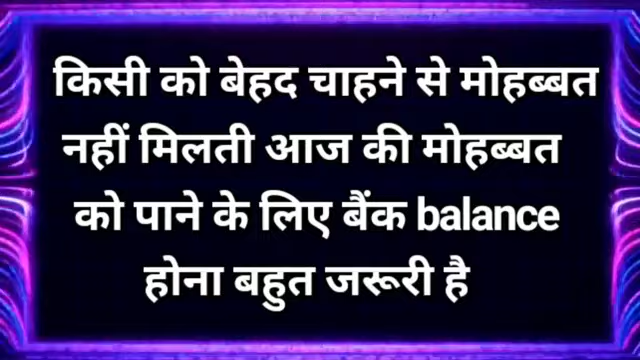 किसी को बेहद चाहने से मोहब्बत
नहीं मिलती आज की मोहब्बत
को पाने के लिए बैंक balance
होना बहुत जरूरी है